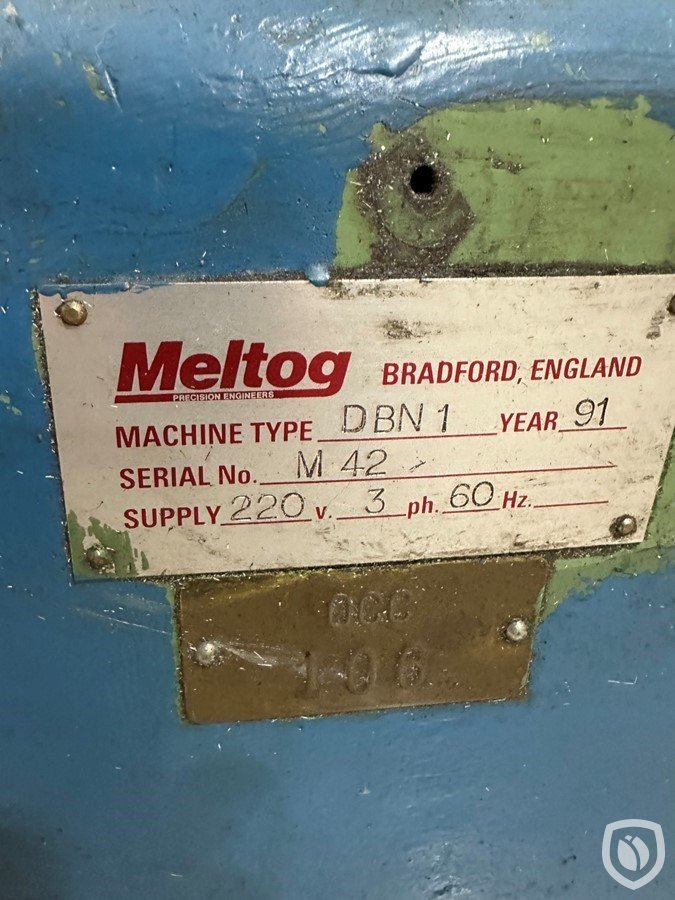 Meltog
PRECISION ENGINEERS
BRADFORD, ENGLAND
MACHINE TYPE DBN 1 YEAR 91
SERIAL No. M 42
SUPPLY 220 v. 3 ph. 60 Hz.
106